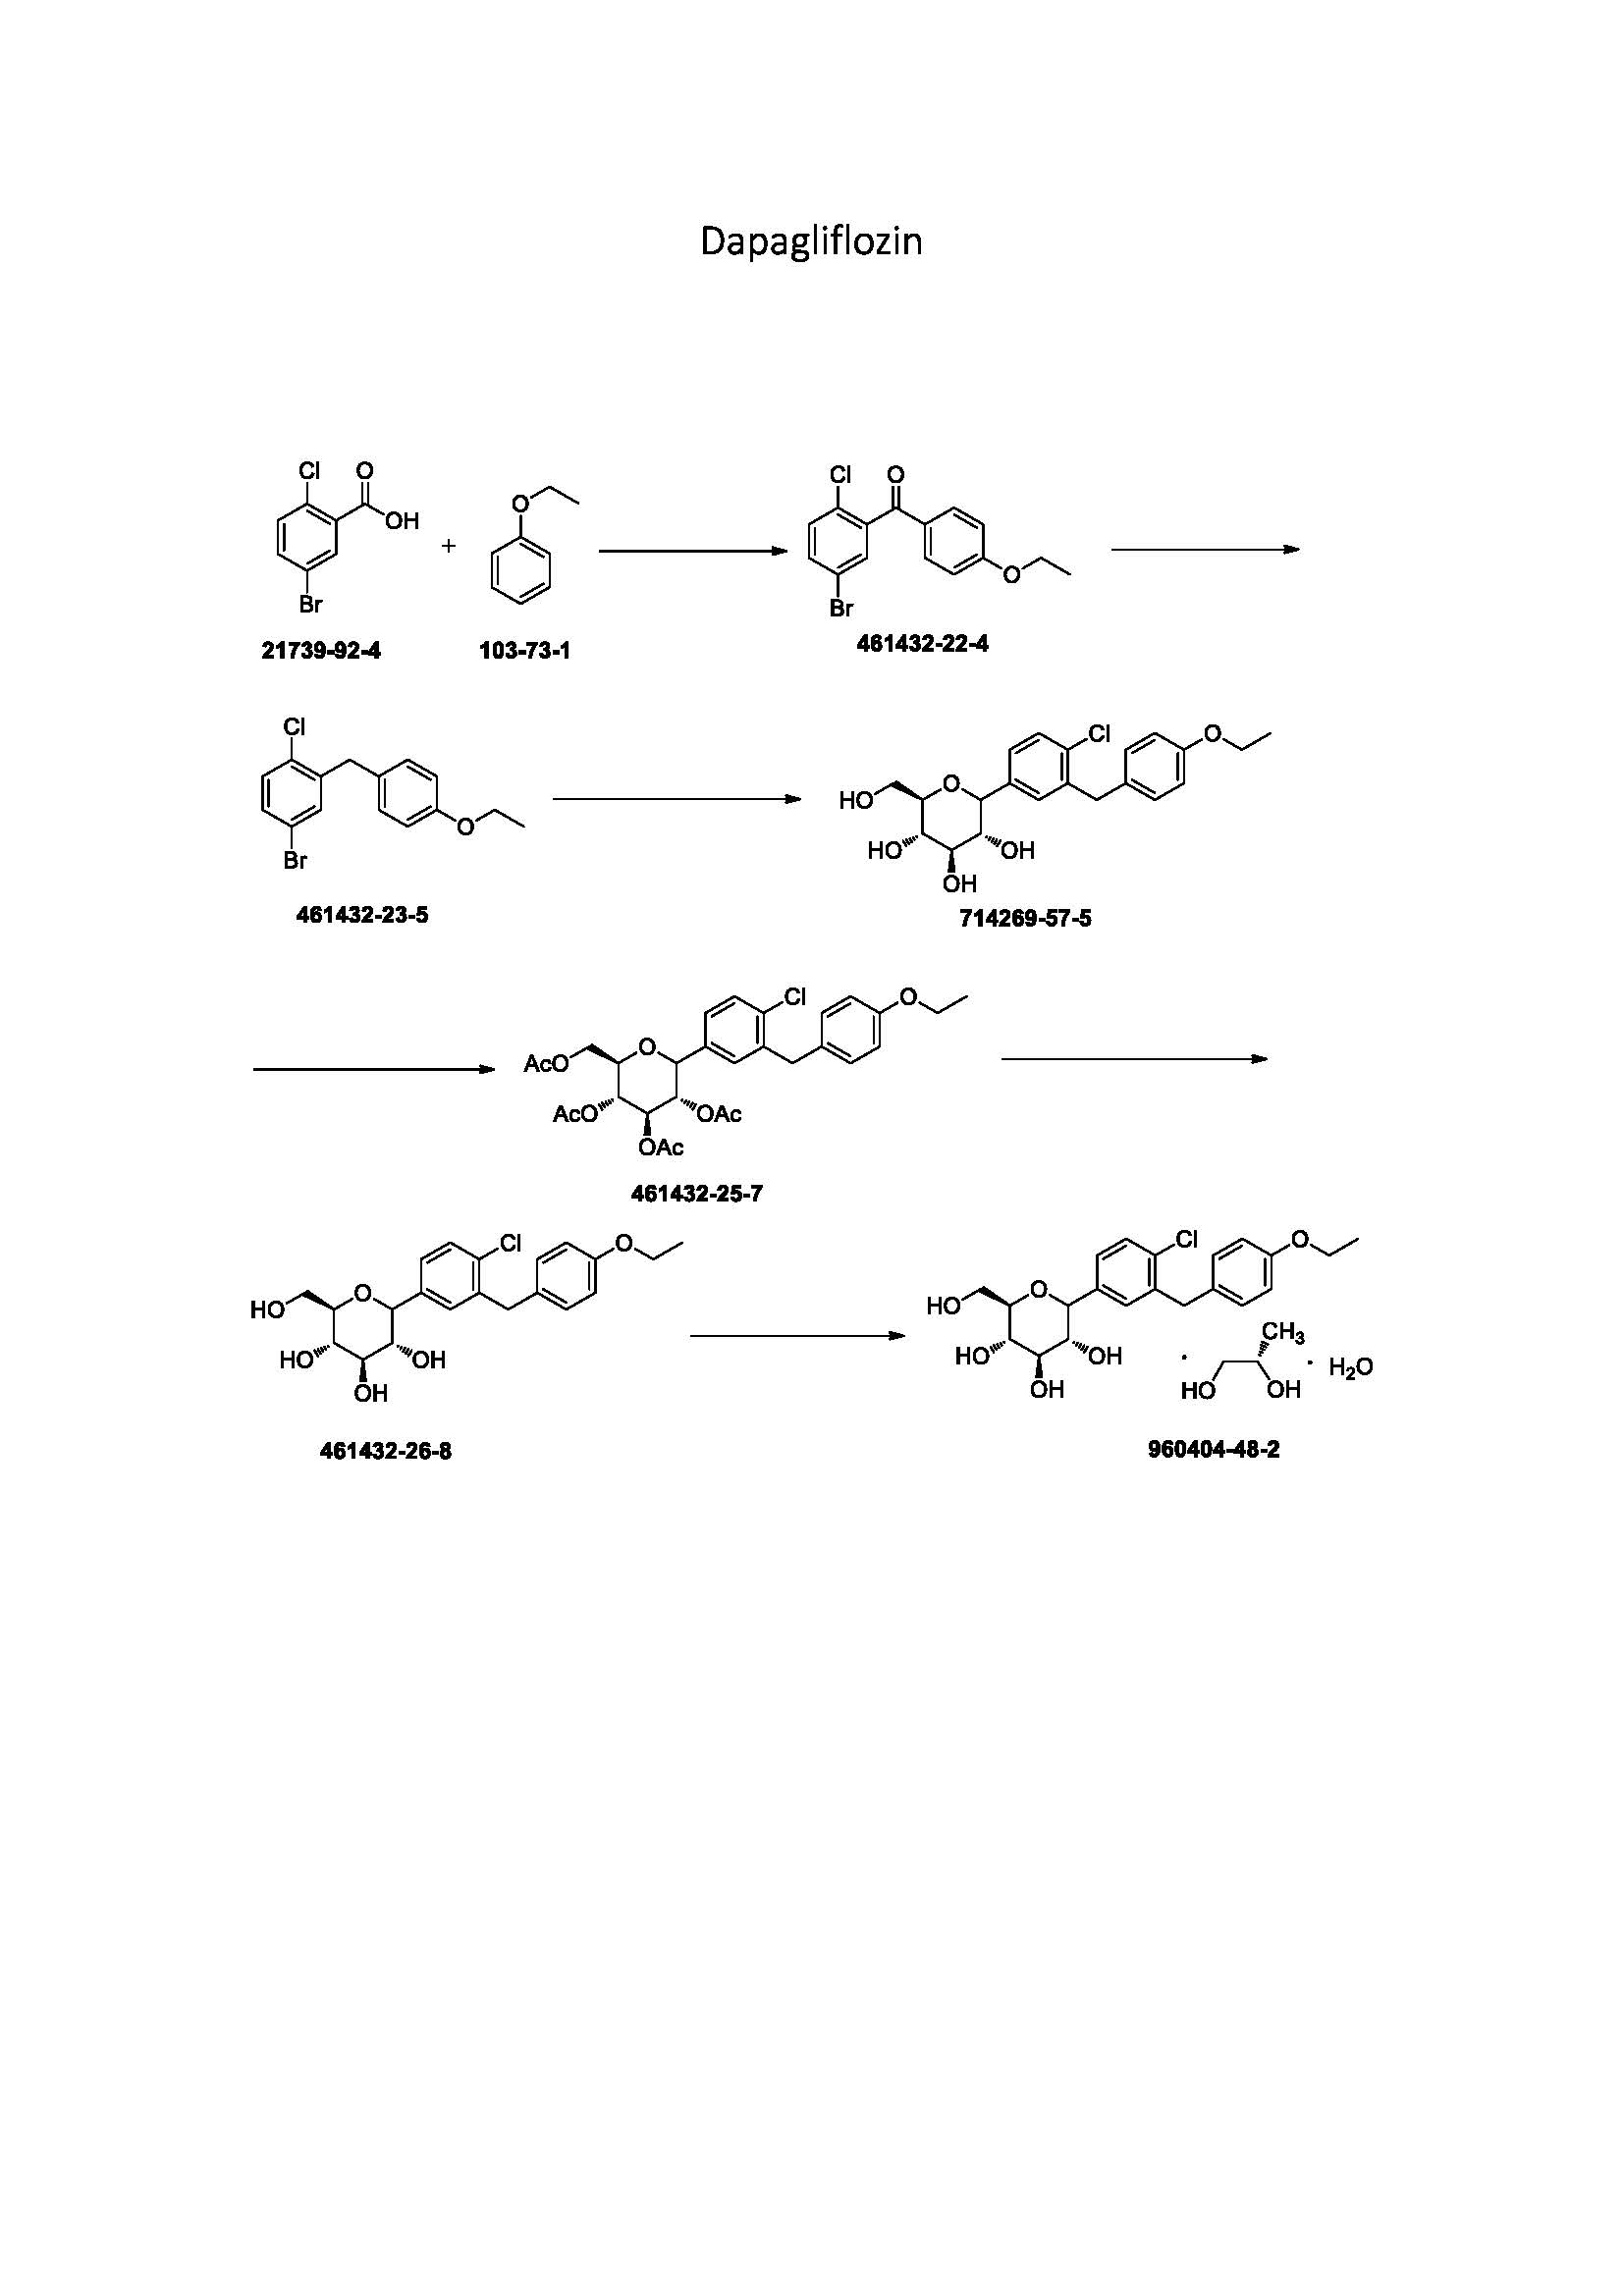 Dapagliflozin
Cl O
OH
Br
21739-92-4
+
O
103-73-1
Cl O
O
Br
461432-22-4
Cl
O
Br
461432-23-5
Cl O
O
HO
HO OH
OH
714269-57-5
Cl O
O
AcO
AcO OAc
OAc
461432-25-7
Cl O
O
HO
HO OH
OH
461432-26-8
Cl O
O
HO
HO OH
OH
· CH3
HO OH
· H2O
960404-48-2